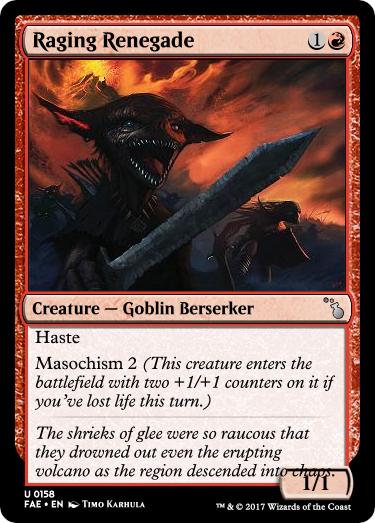 Raging Renegade 1
Creature — Goblin Berserker
Haste
Masochism 2 (This creature enters the
battlefield with two +1/+1 counters on it if
you've lost life this turn.)
The shrieks of glee were so raucous that
they drowned out even the erupting
volcano as the region descended into chaos.
1/1
U 0158
FAE • EN Timo Karhula
™ & © 2017 Wizards of the Coast